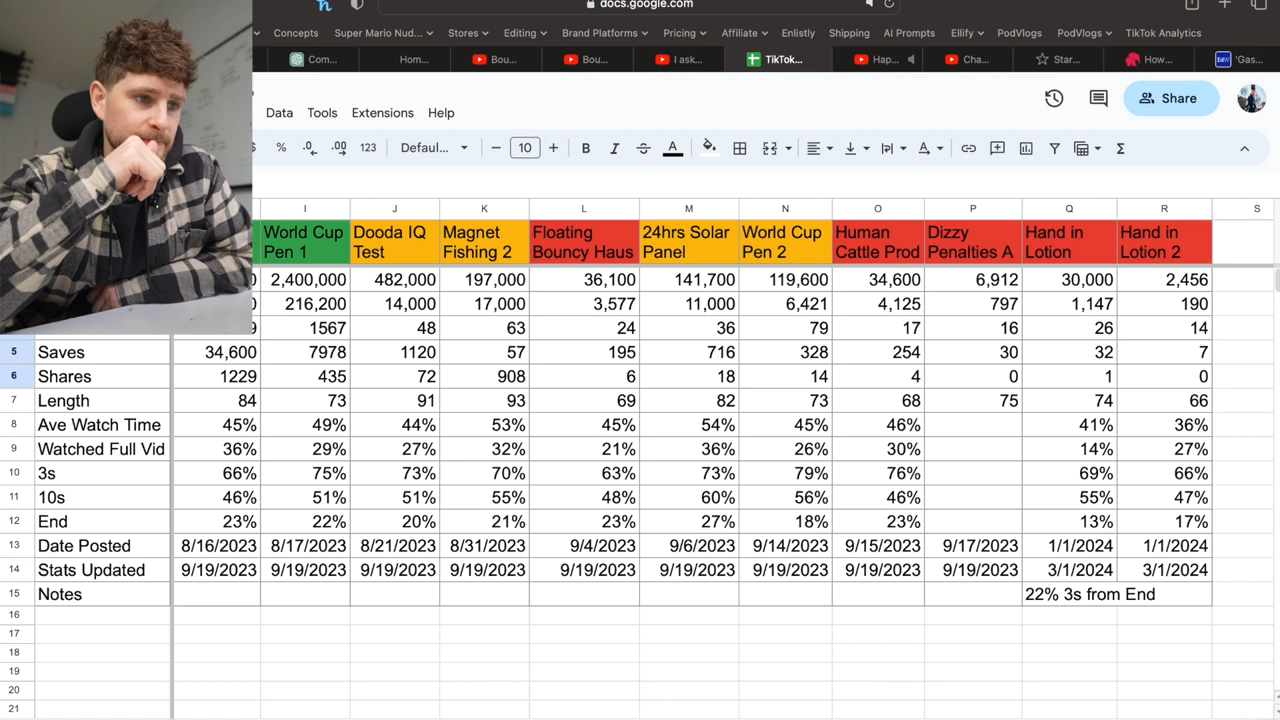 docs.google.com
Concepts Super Mario Nud... Stores Editing Brand Platforms Pricing Affiliate Enlistly Shipping AI Prompts Ellify PodVlogs PodVlogs TikTok Analytics
Com... Hom... Bou... Bou... I ask... TikTok... Hap... Cha... Star... How... 'Gas...
Data Tools Extensions Help
Share
% .0 .00 123 Defaul... 10 B I A
I J K L M N O P Q R S
World Cup Pen 1 Dooda IQ Test Magnet Fishing 2 Floating Bouncy Haus 24hrs Solar Panel World Cup Pen 2 Human Cattle Prod Dizzy Penalties A Hand in Lotion Hand in Lotion 2
2,400,000 482,000 197,000 36,100 141,700 119,600 34,600 6,912 30,000 2,456
216,200 14,000 17,000 3,577 11,000 6,421 4,125 797 1,147 190
1567 48 63 24 36 79 17 16 26 14
5 Saves 34,600 7978 1120 57 195 716 328 254 30 32 7
6 Shares 1229 435 72 908 6 18 14 4 0 1 0
7 Length 84 73 91 93 69 82 73 68 75 74 66
8 Ave Watch Time 45% 49% 44% 53% 45% 54% 45% 46% 41% 36%
9 Watched Full Vid 36% 29% 27% 32% 21% 36% 26% 30% 14% 27%
10 3s 66% 75% 73% 70% 63% 73% 79% 76% 69% 66%
11 10s 46% 51% 51% 55% 48% 60% 56% 46% 55% 47%
12 End 23% 22% 20% 21% 23% 27% 18% 23% 13% 17%
13 Date Posted 8/16/2023 8/17/2023 8/21/2023 8/31/2023 9/4/2023 9/6/2023 9/14/2023 9/15/2023 9/17/2023 1/1/2024 1/1/2024
14 Stats Updated 9/19/2023 9/19/2023 9/19/2023 9/19/2023 9/19/2023 9/19/2023 9/19/2023 9/19/2023 9/19/2023 3/1/2024 3/1/2024
15 Notes 22% 3s from End
16
17
18
19
20
21